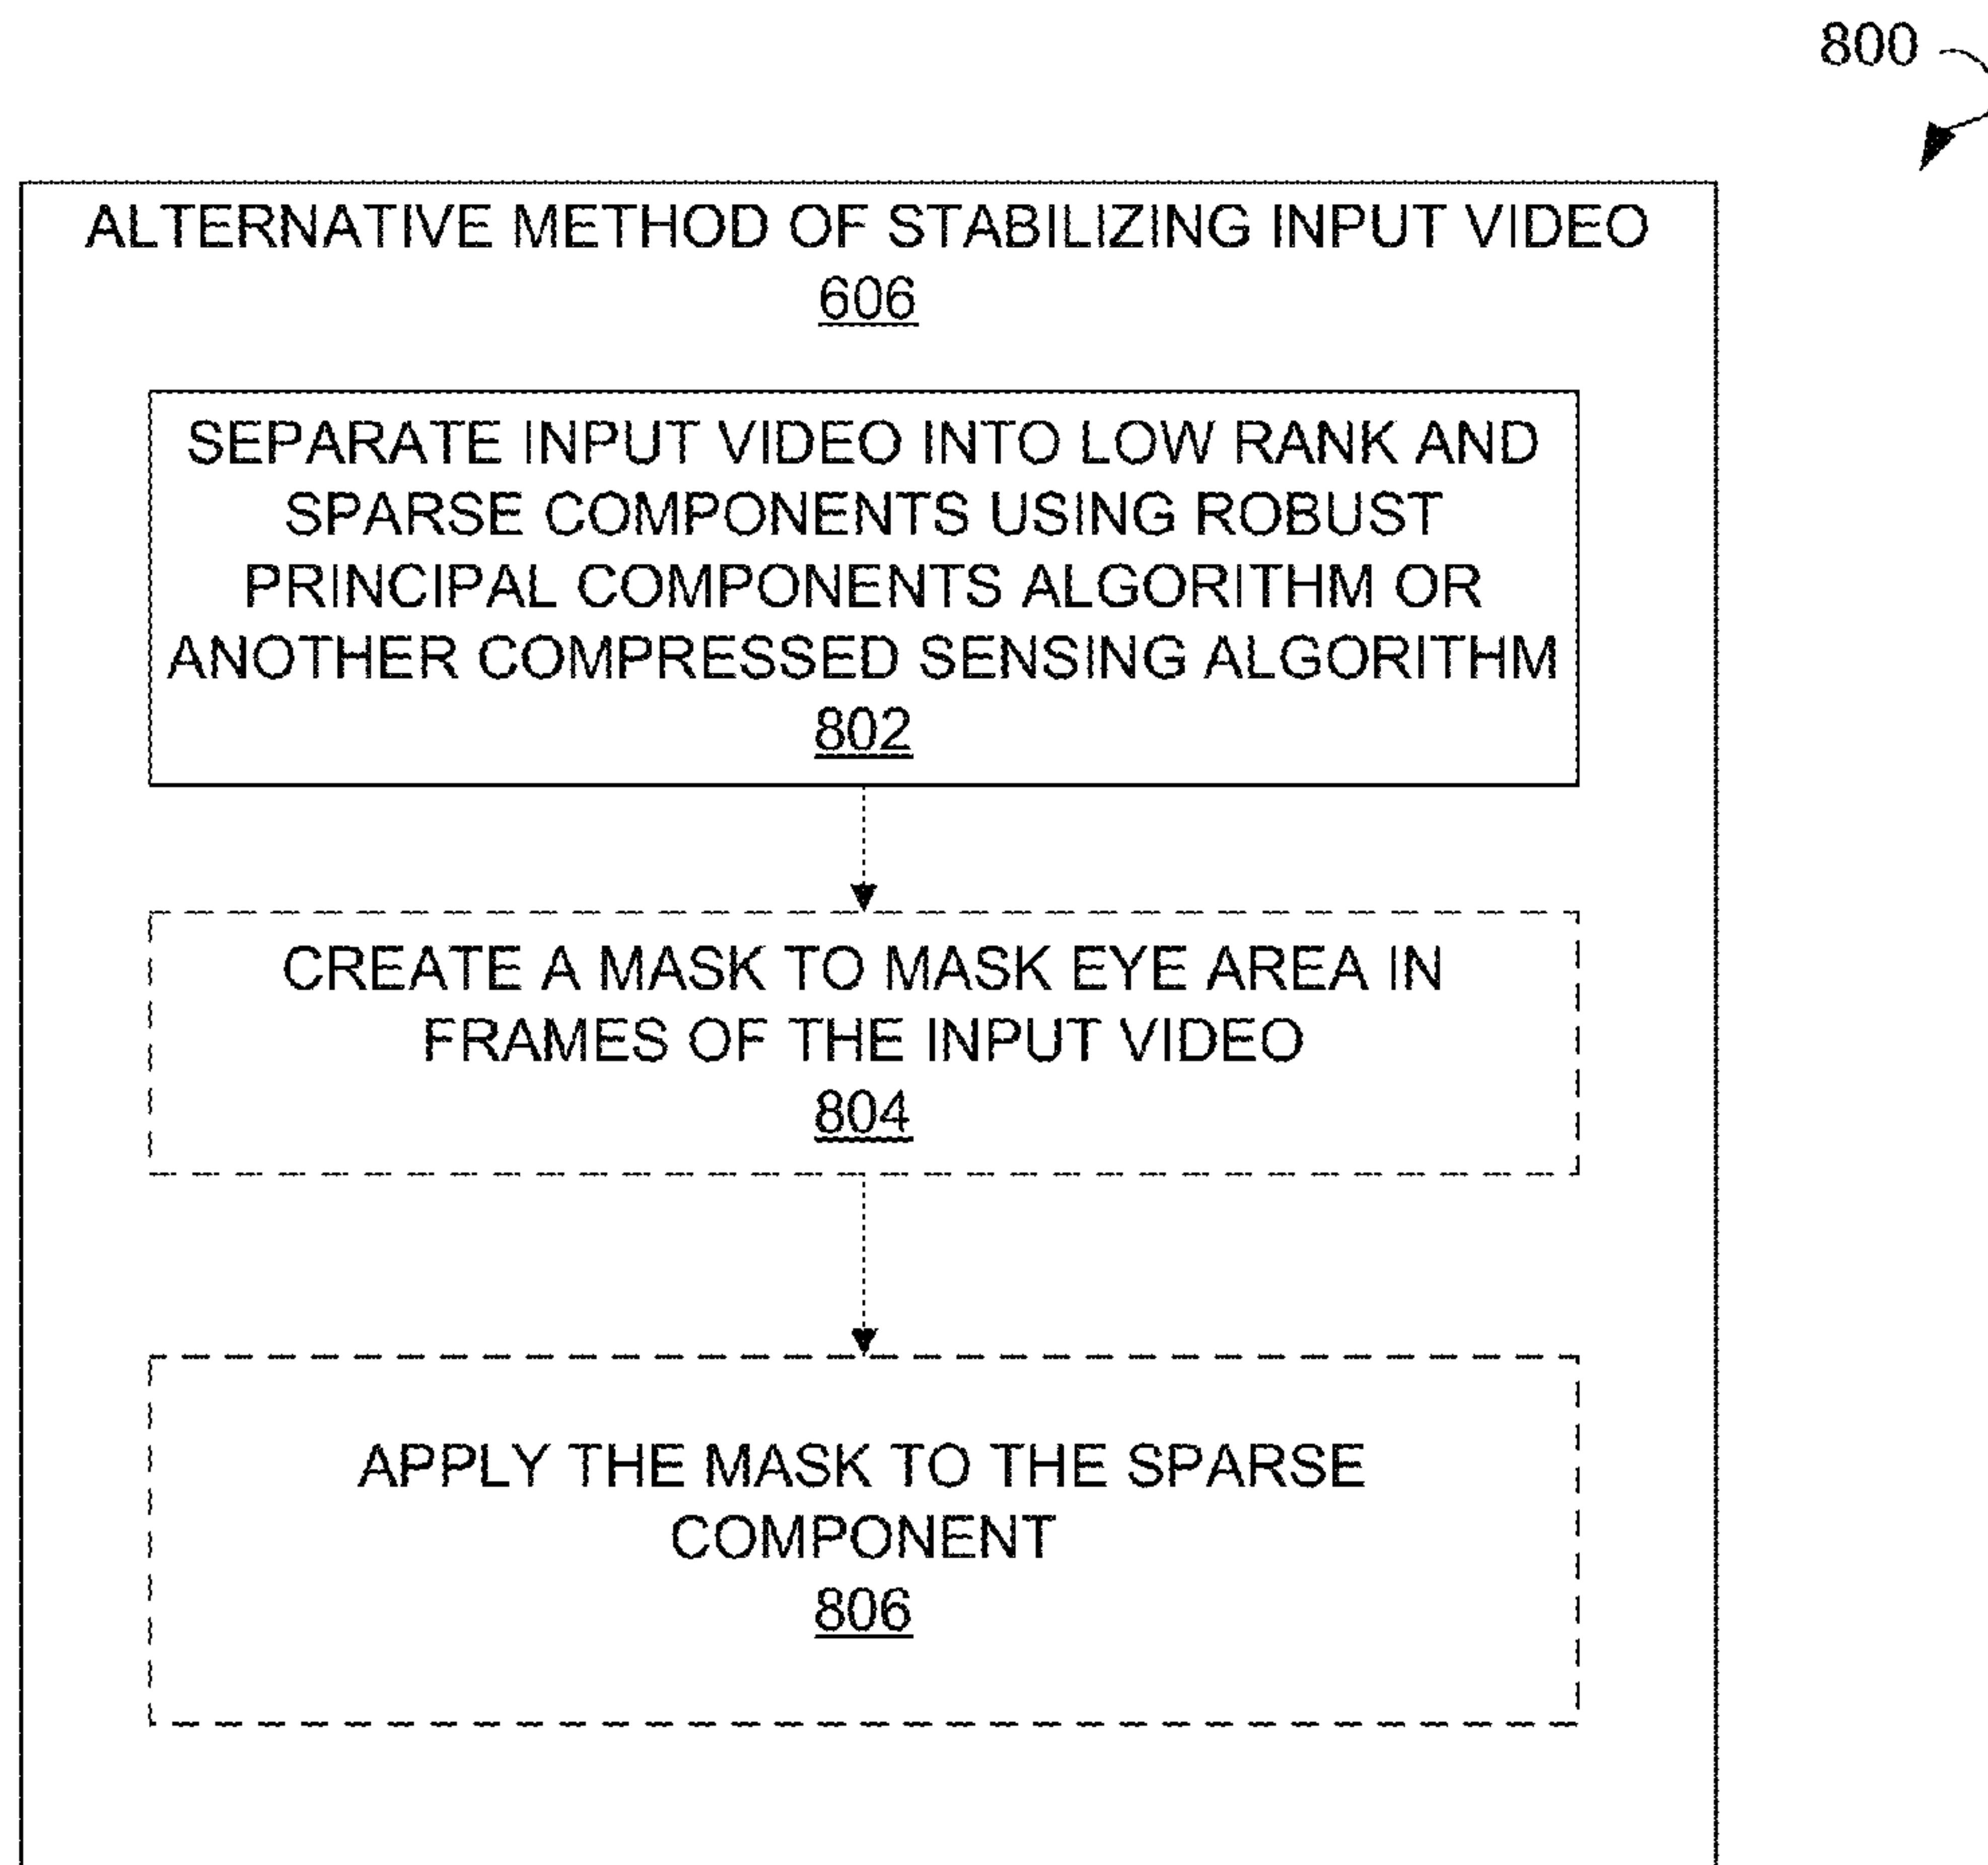 800
ALTERNATIVE METHOD OF STABILIZING INPUT VIDEO
606
SEPARATE INPUT VIDEO INTO LOW RANK AND
SPARSE COMPONENTS USING ROBUST
PRINCIPAL COMPONENTS ALGORITHM OR
ANOTHER COMPRESSED SENSING ALGORITHM
802
CREATE A MASK TO MASK EYE AREA IN
FRAMES OF THE INPUT VIDEO
804
APPLY THE MASK TO THE SPARSE
COMPONENT
806